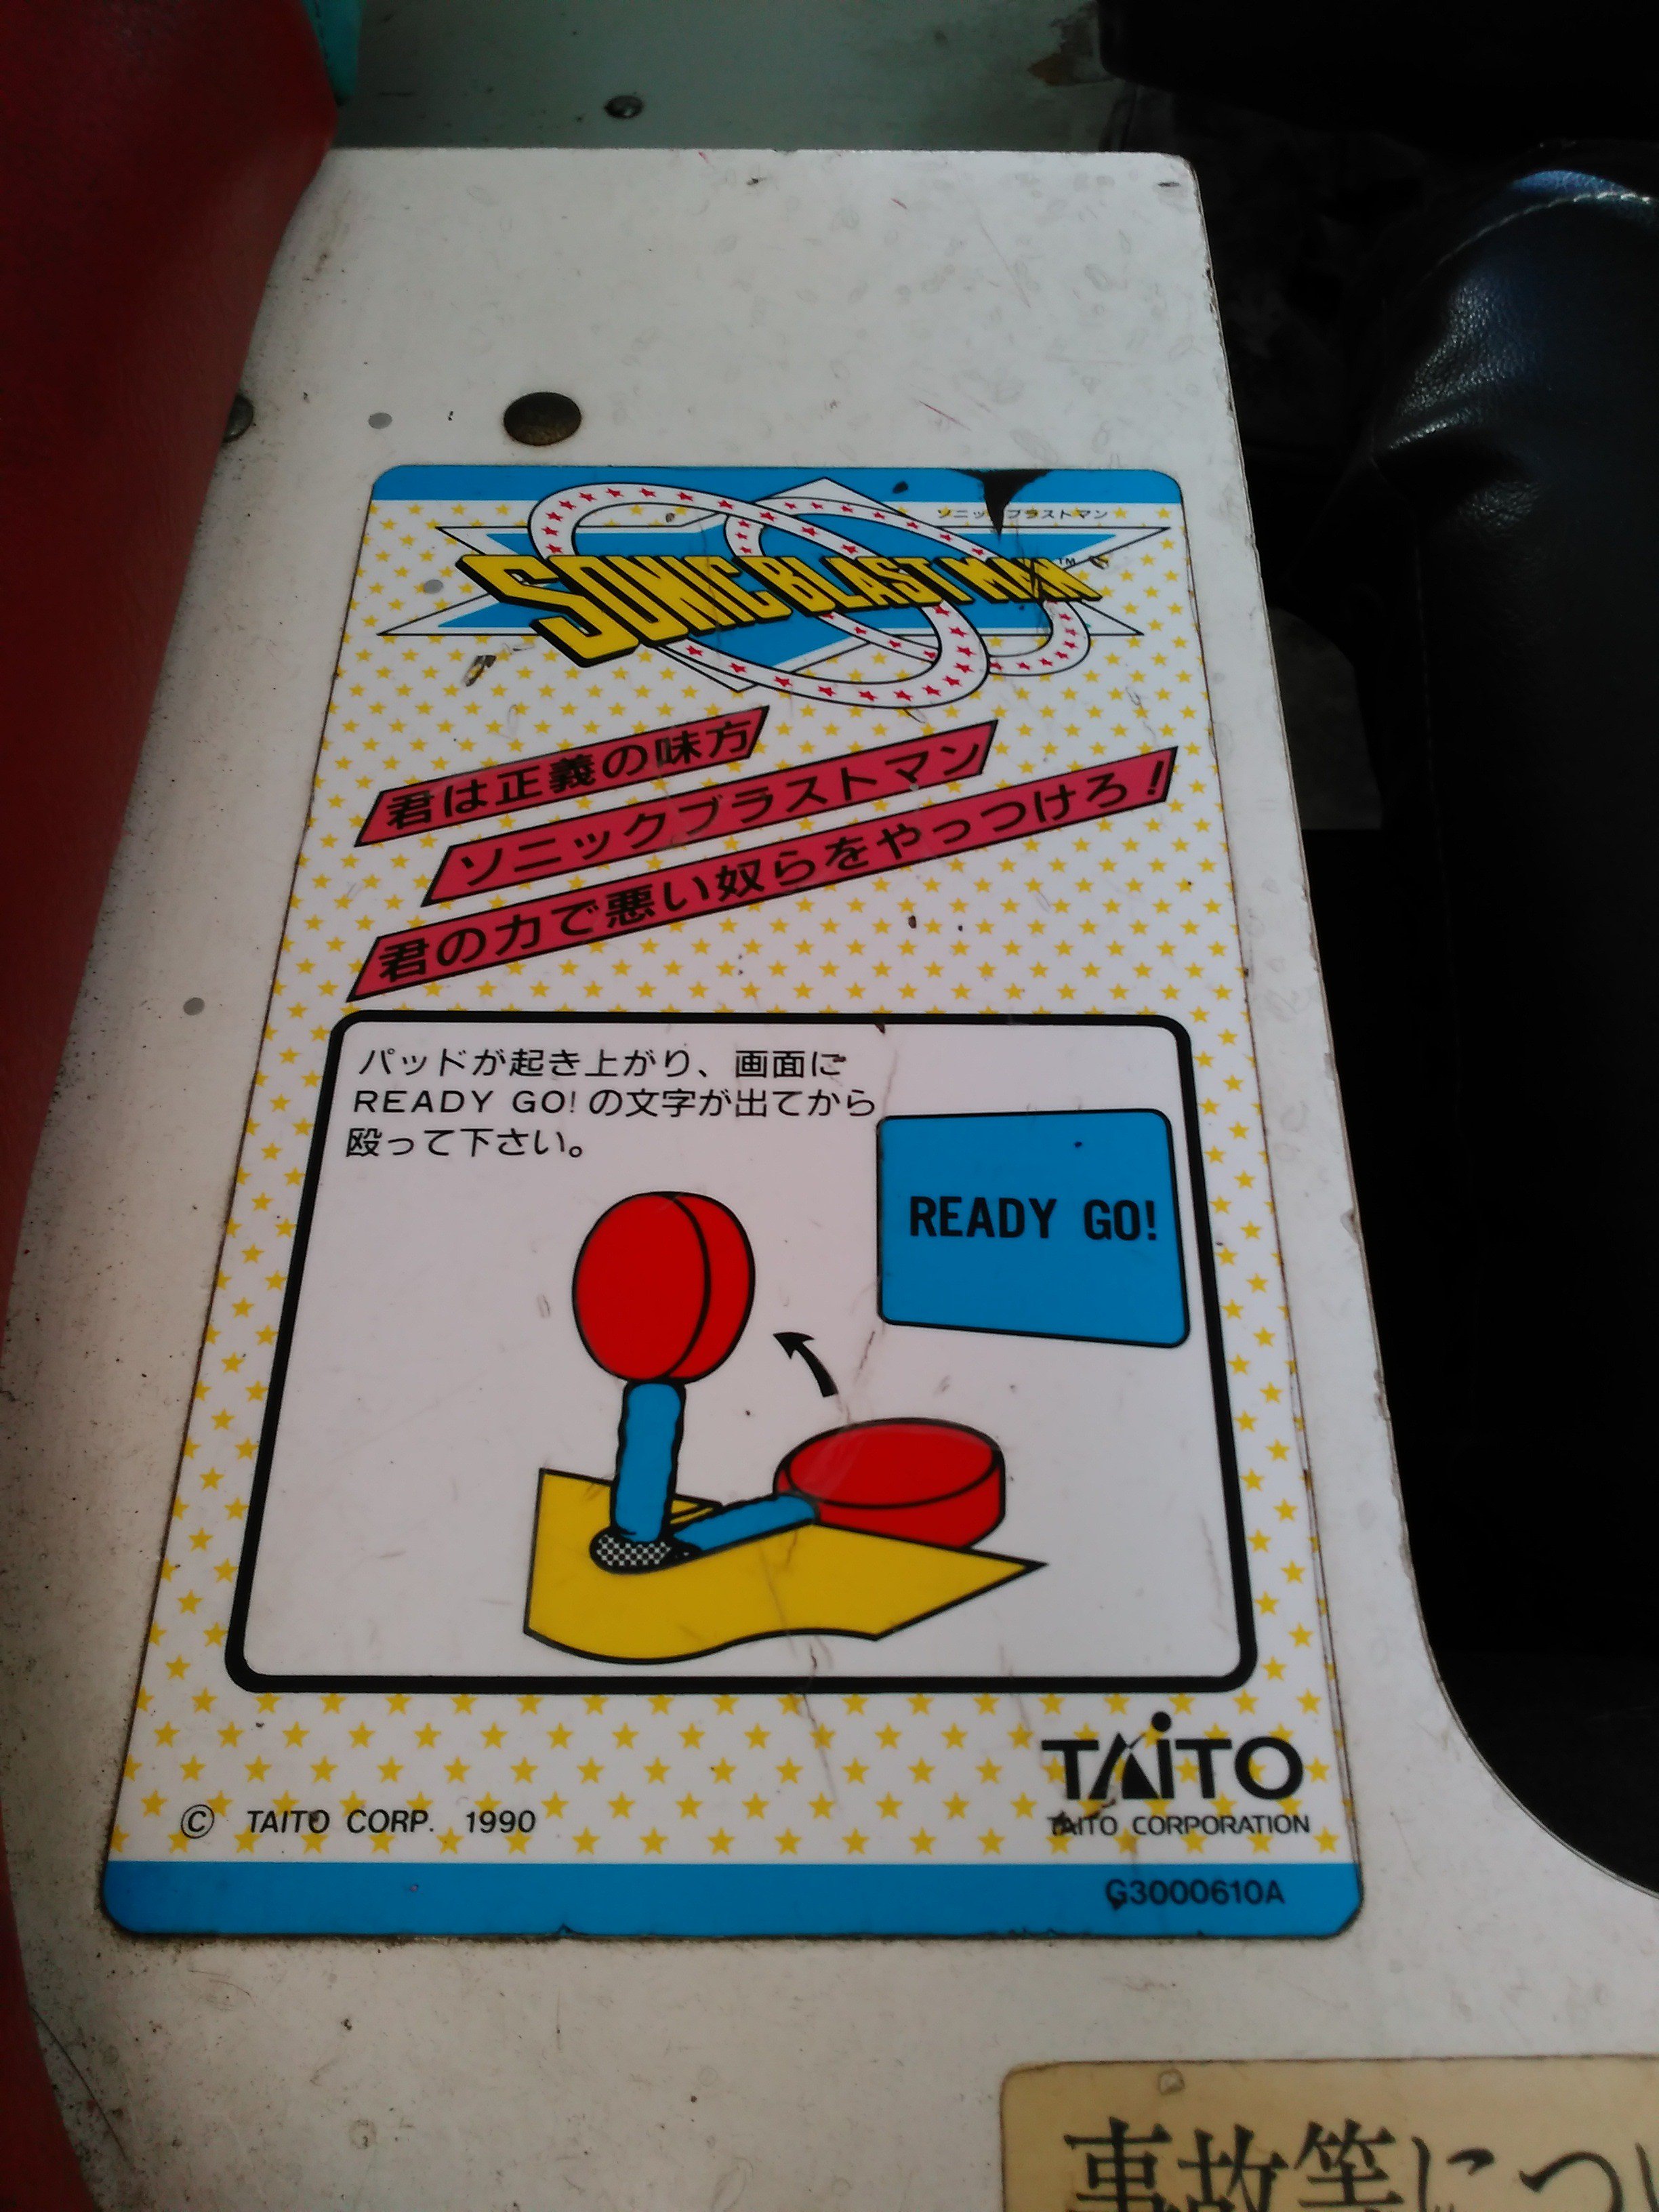 ソニックブラストマン
SONIC BLAST MAN TM
君は正義の味方
ソニックブラストマン
君の力で悪い奴らをやっつけろ!
パッドが起き上がり、画面に
READY GO! の文字が出てから
殴って下さい。
READY GO!
TAITO
© TAITO CORP. 1990
TAITO CORPORATION
G3000610A
事故等につい